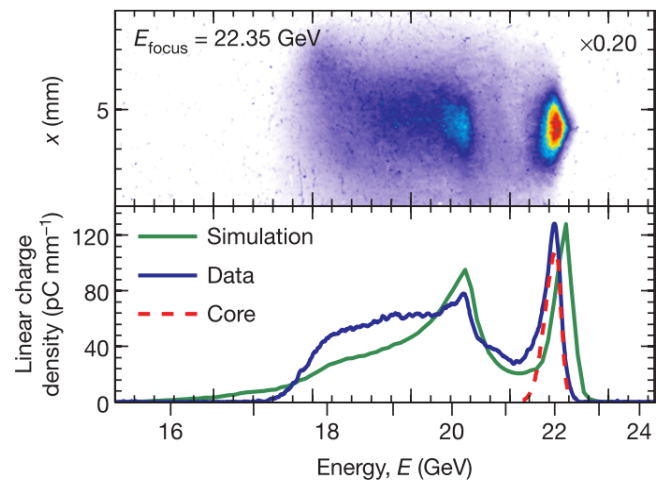 E_focus = 22.35 GeV
×0.20
x (mm)
5
Linear charge
density (pC mm⁻¹)
120
80
40
0
Simulation
Data
Core
16 18 20 22 24
Energy, E (GeV)